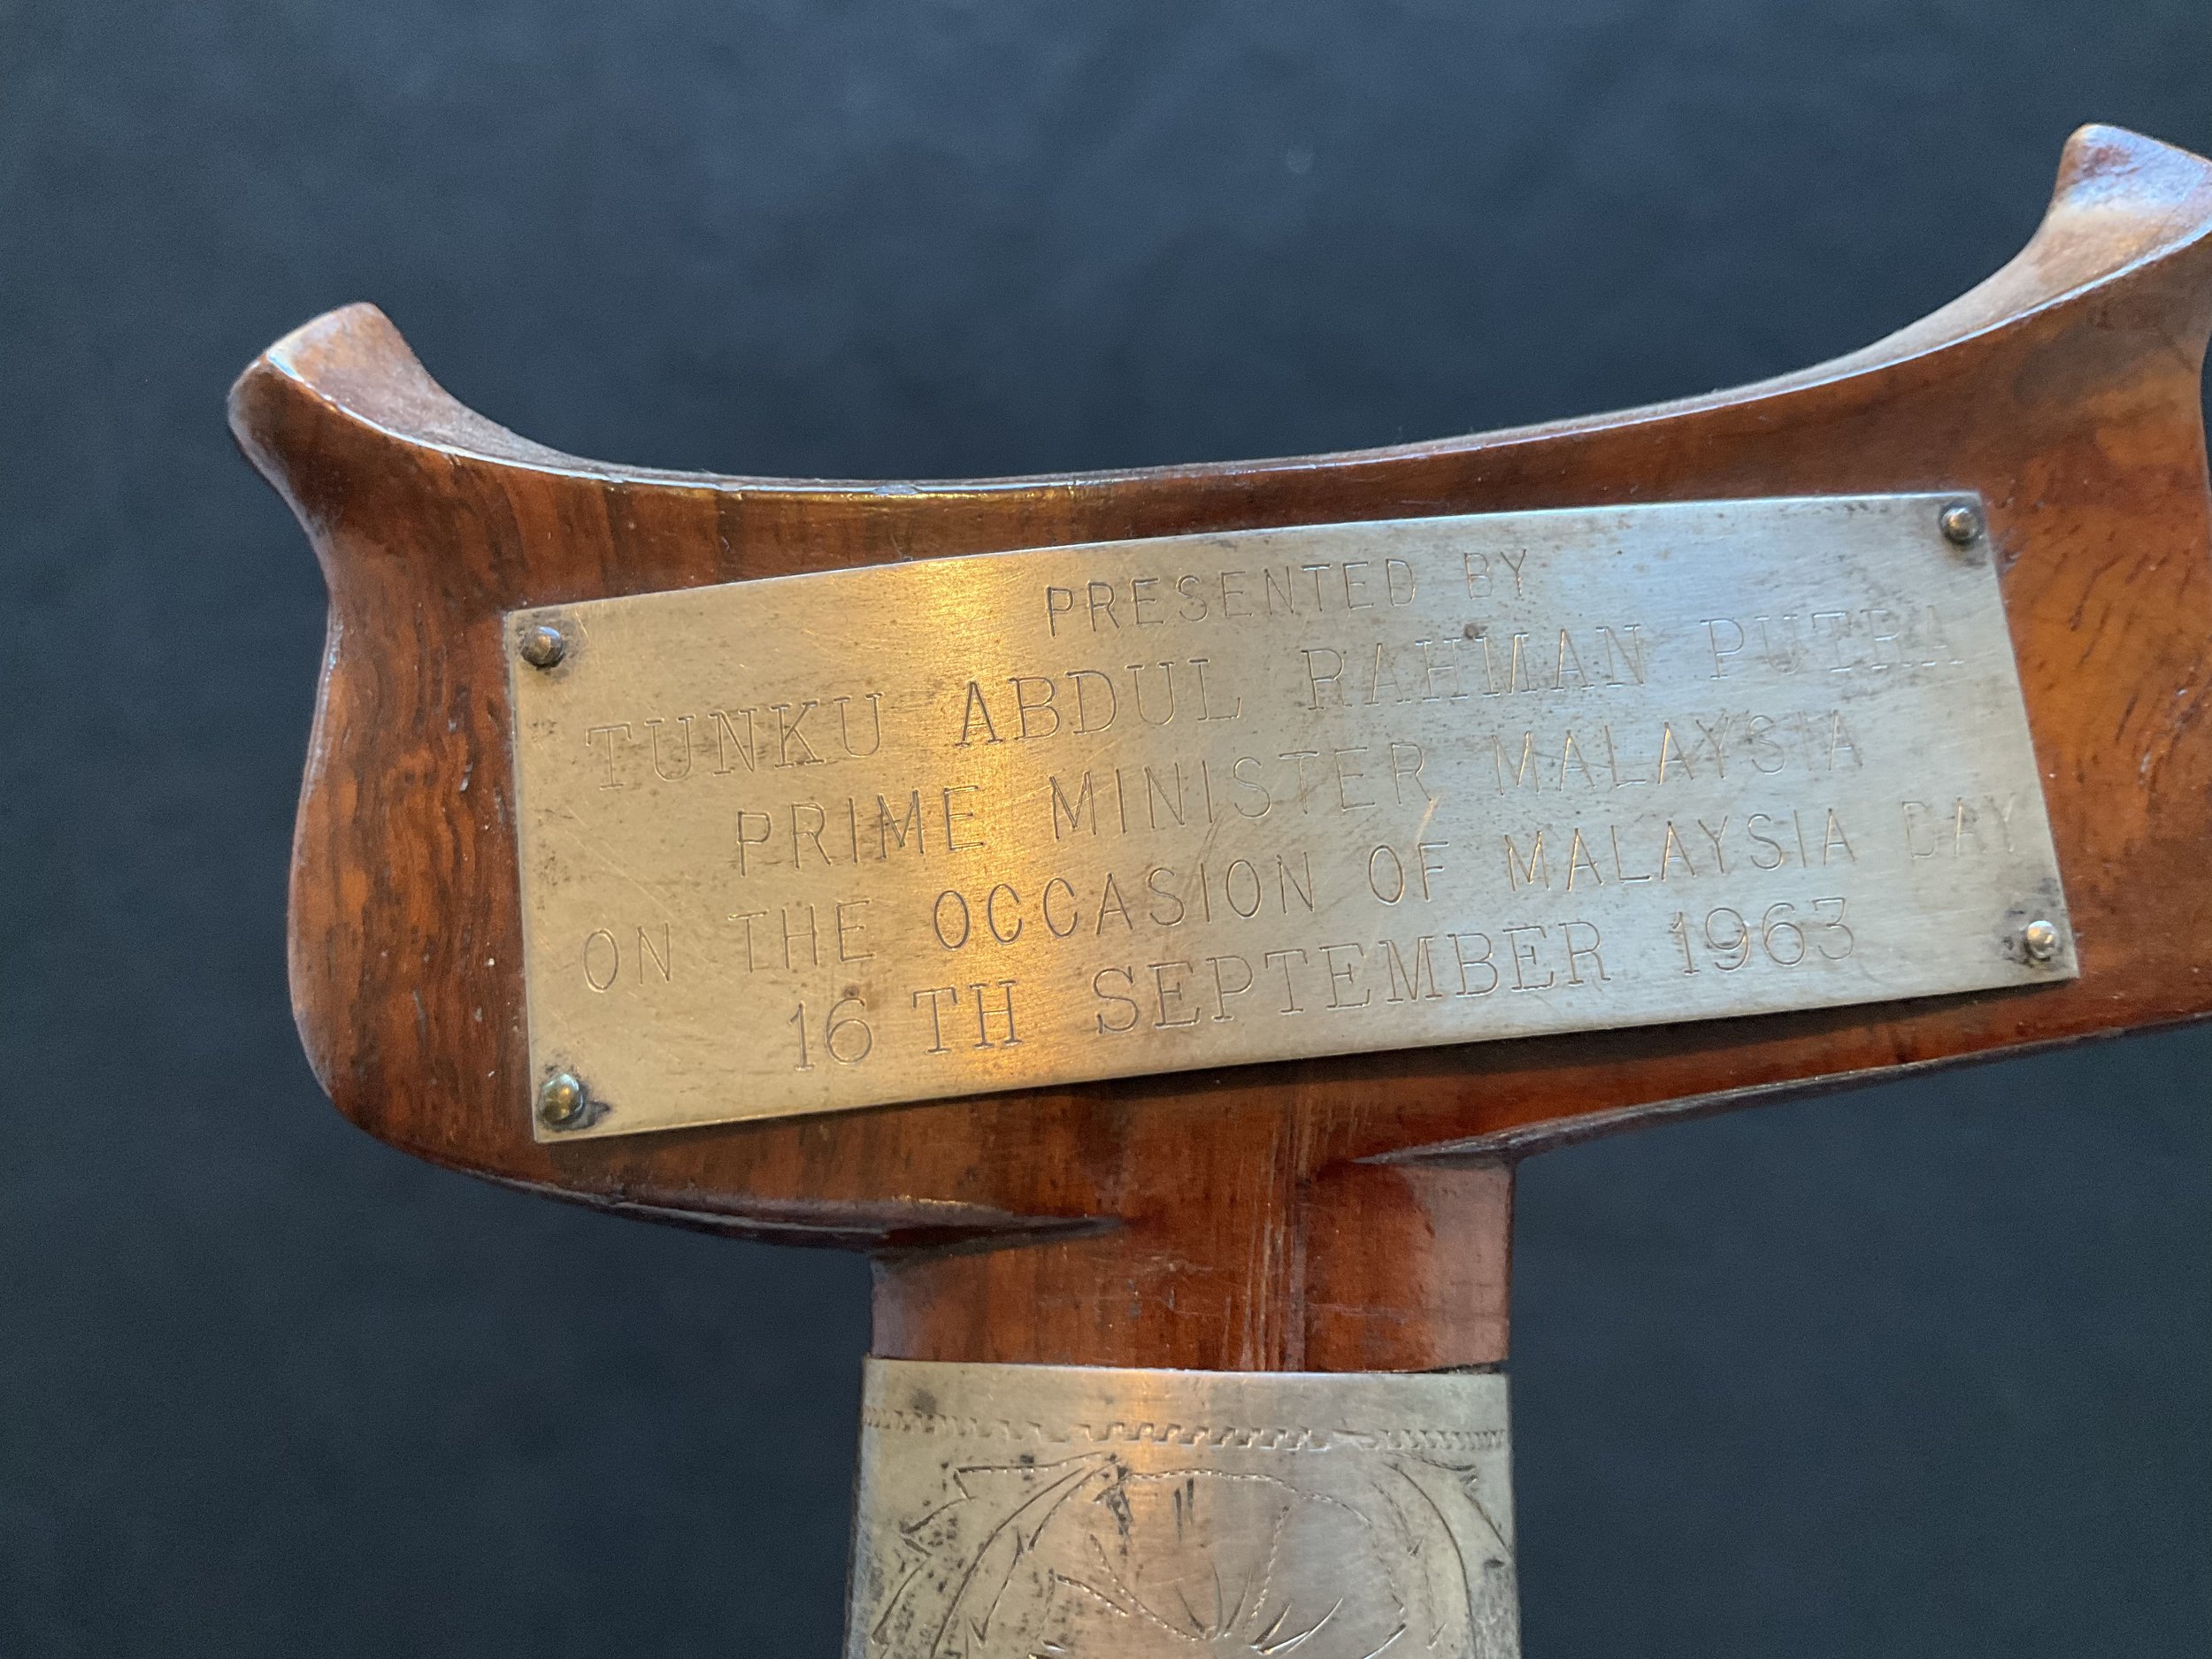 PRESENTED BY
TUNKU ABDUL RAHMAN PUTRA
PRIME MINISTER MALAYSIA
ON THE OCCASION OF MALAYSIA DAY
16 TH SEPTEMBER 1963